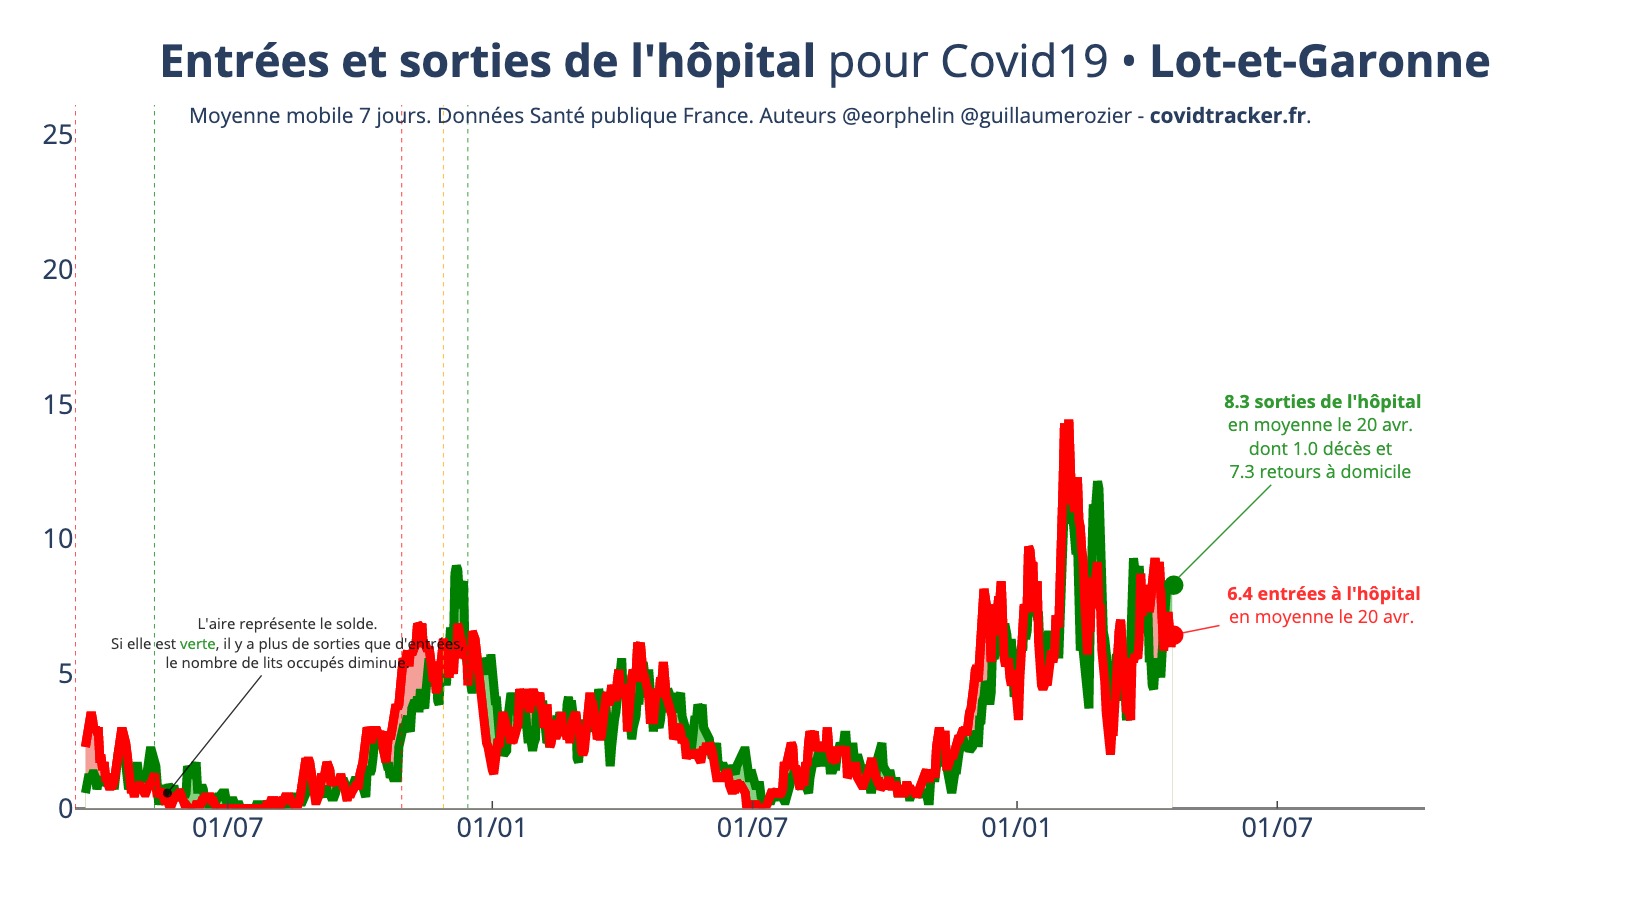 Entrées et sorties de l'hôpital pour Covid19 • Lot-et-Garonne
Moyenne mobile 7 jours. Données Santé publique France. Auteurs @eorphelin @guillaumerozier - covidtracker.fr.
25
20
15
10
5
0
8.3 sorties de l'hôpital
en moyenne le 20 avr.
dont 1.0 décès et
7.3 retours à domicile
6.4 entrées à l'hôpital
en moyenne le 20 avr.
L'aire représente le solde.
Si elle est verte, il y a plus de sorties que d'entrées,
le nombre de lits occupés diminue.
01/07
01/01
01/07
01/01
01/07